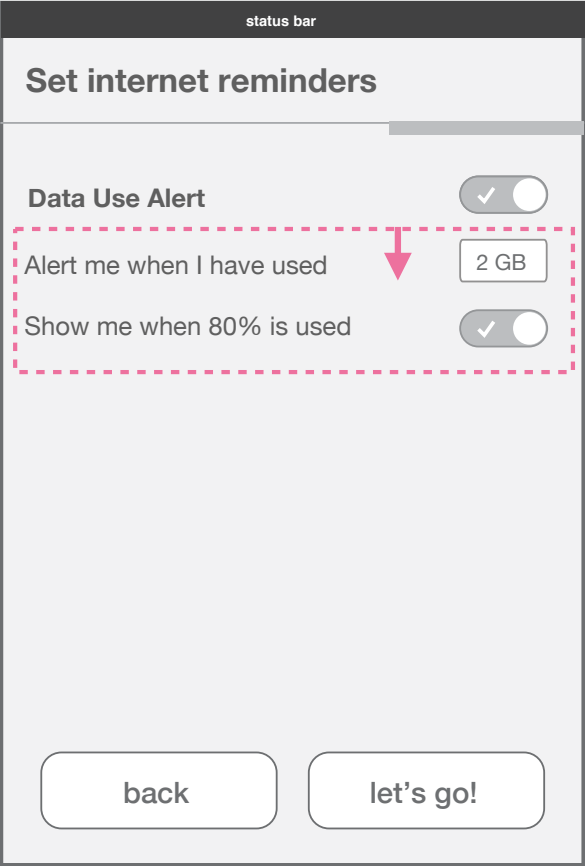 status bar
Set internet reminders
Data Use Alert
Alert me when I have used 2 GB
Show me when 80% is used
back let’s go!